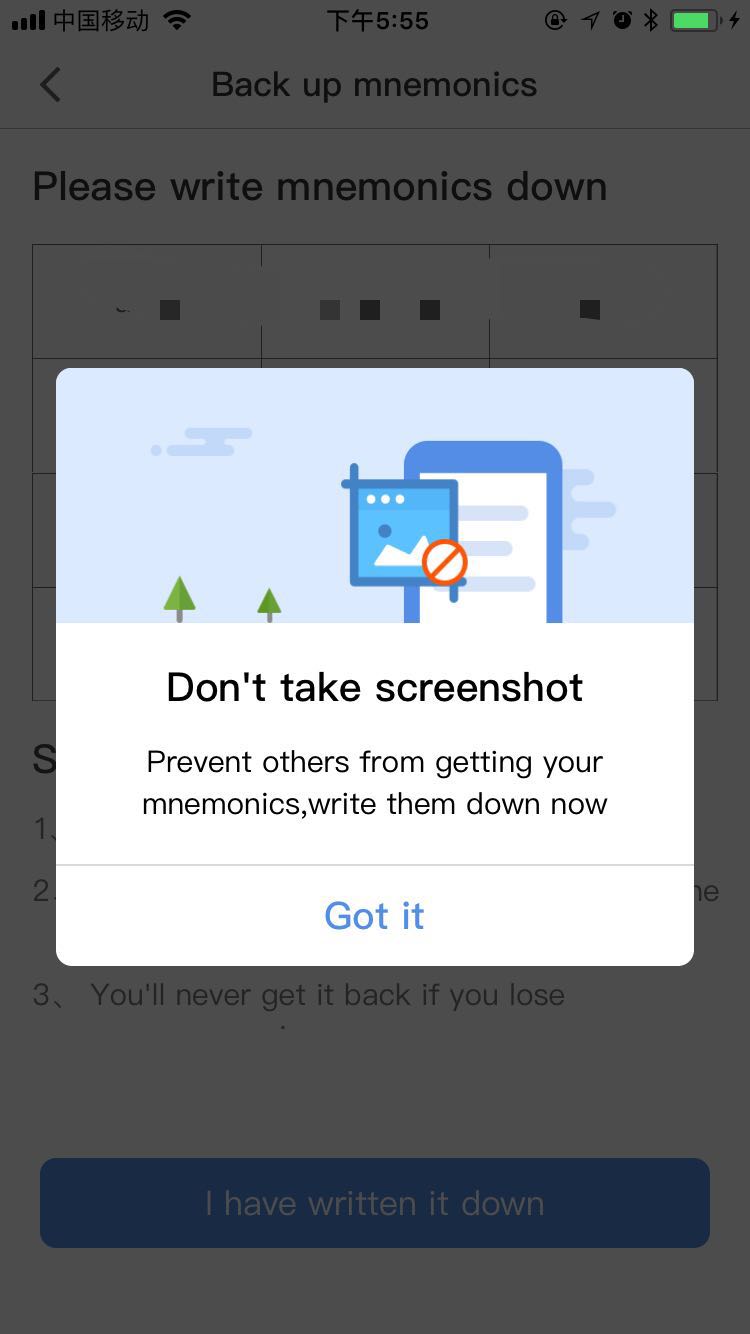 中国移动 下午5:55
Back up mnemonics
Please write mnemonics down
Don't take screenshot
Prevent others from getting your
mnemonics,write them down now
Got it
S
1、
2. ne
3、 You'll never get it back if you lose
I have written it down